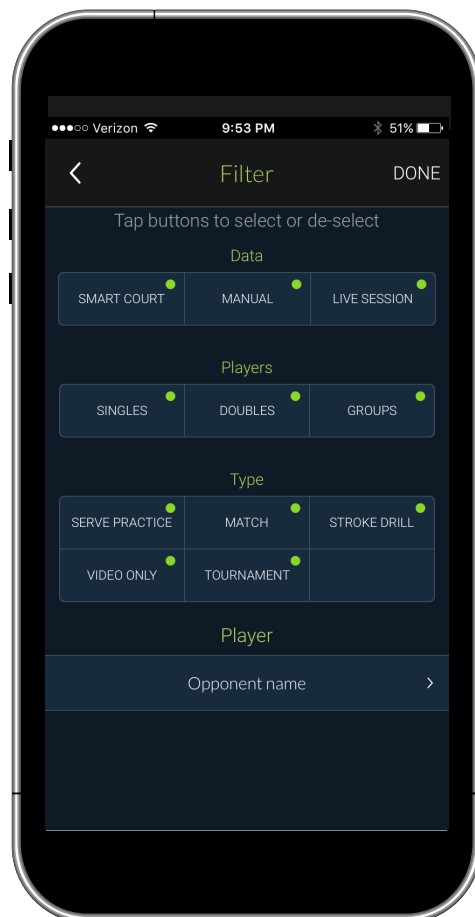 Verizon 9:53 PM 51%
Filter DONE
Tap buttons to select or de-select
Data
SMART COURT MANUAL LIVE SESSION
Players
SINGLES DOUBLES GROUPS
Type
SERVE PRACTICE MATCH STROKE DRILL
VIDEO ONLY TOURNAMENT
Player
Opponent name